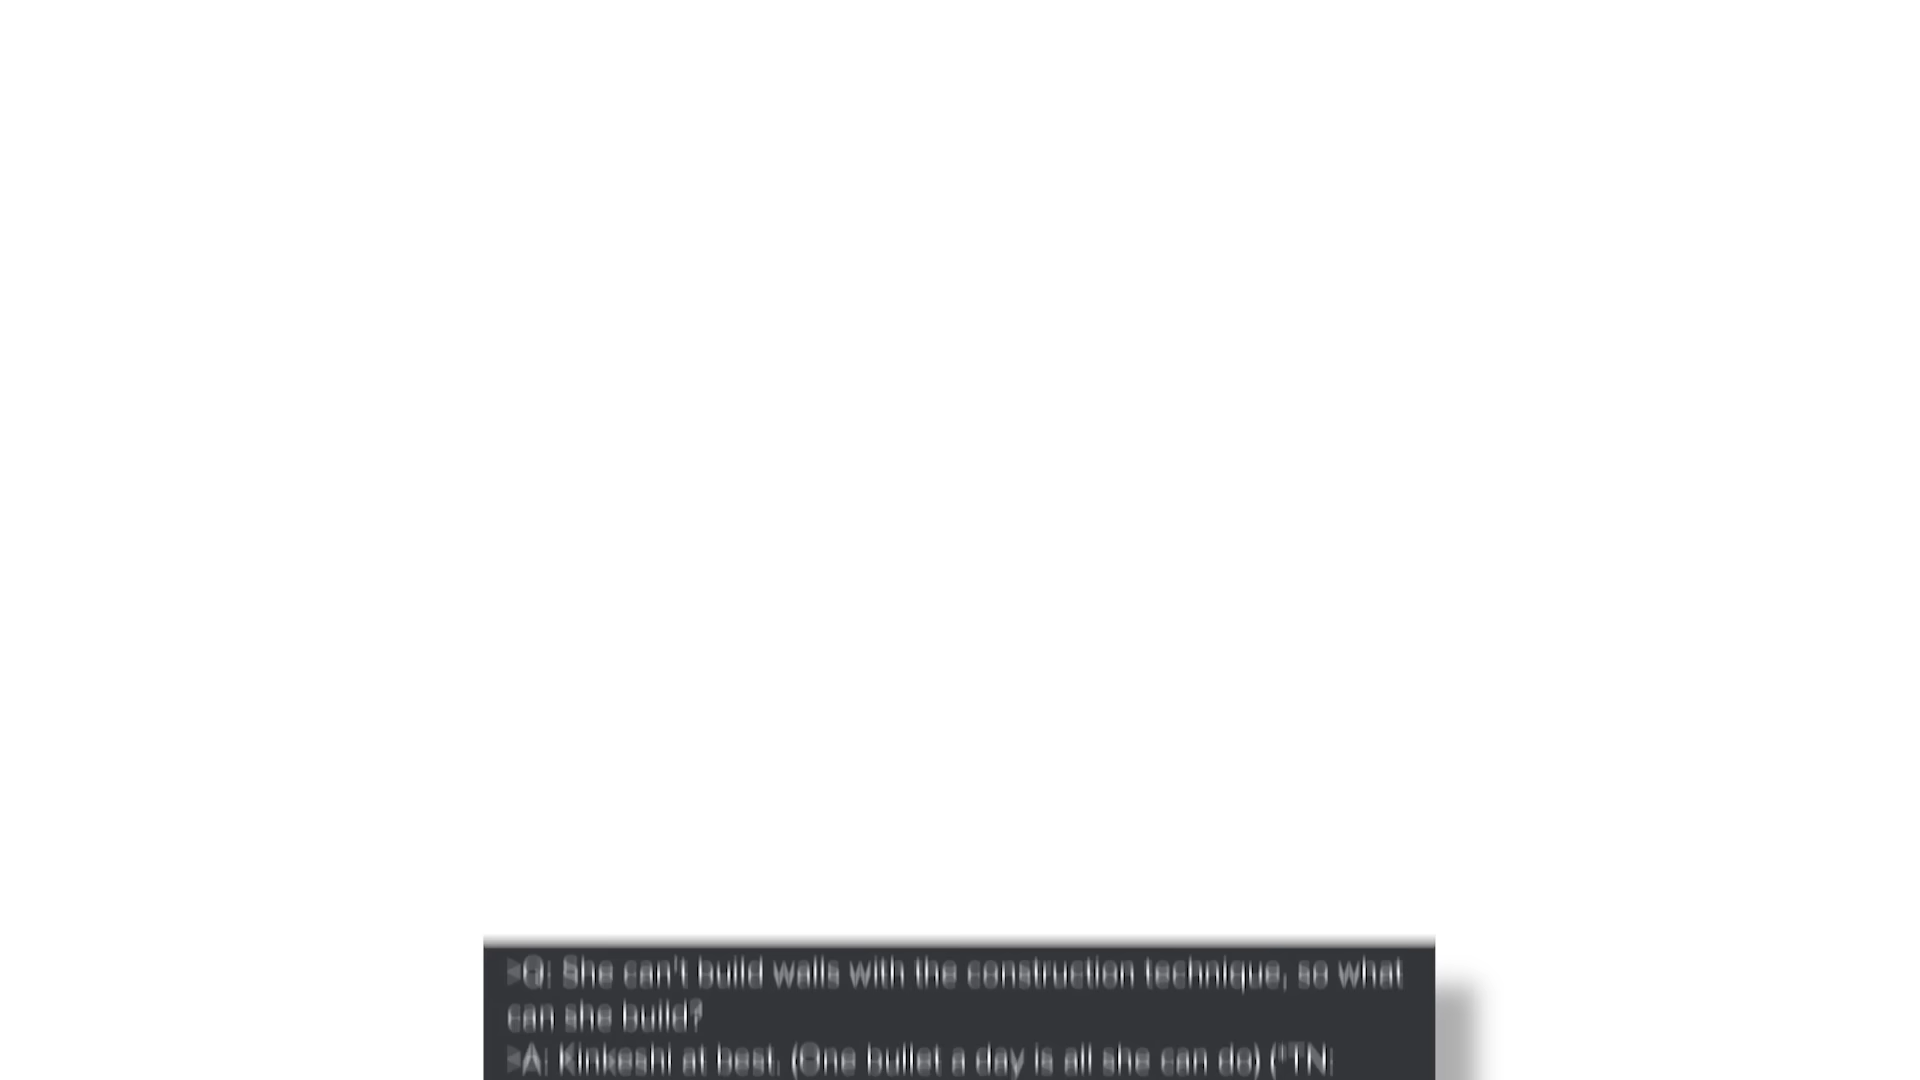 >Q: She can't build walls with the construction technique, so what
can she build?
>A: Kinkeshi at best. (One bullet a day is all she can do) (*TN: